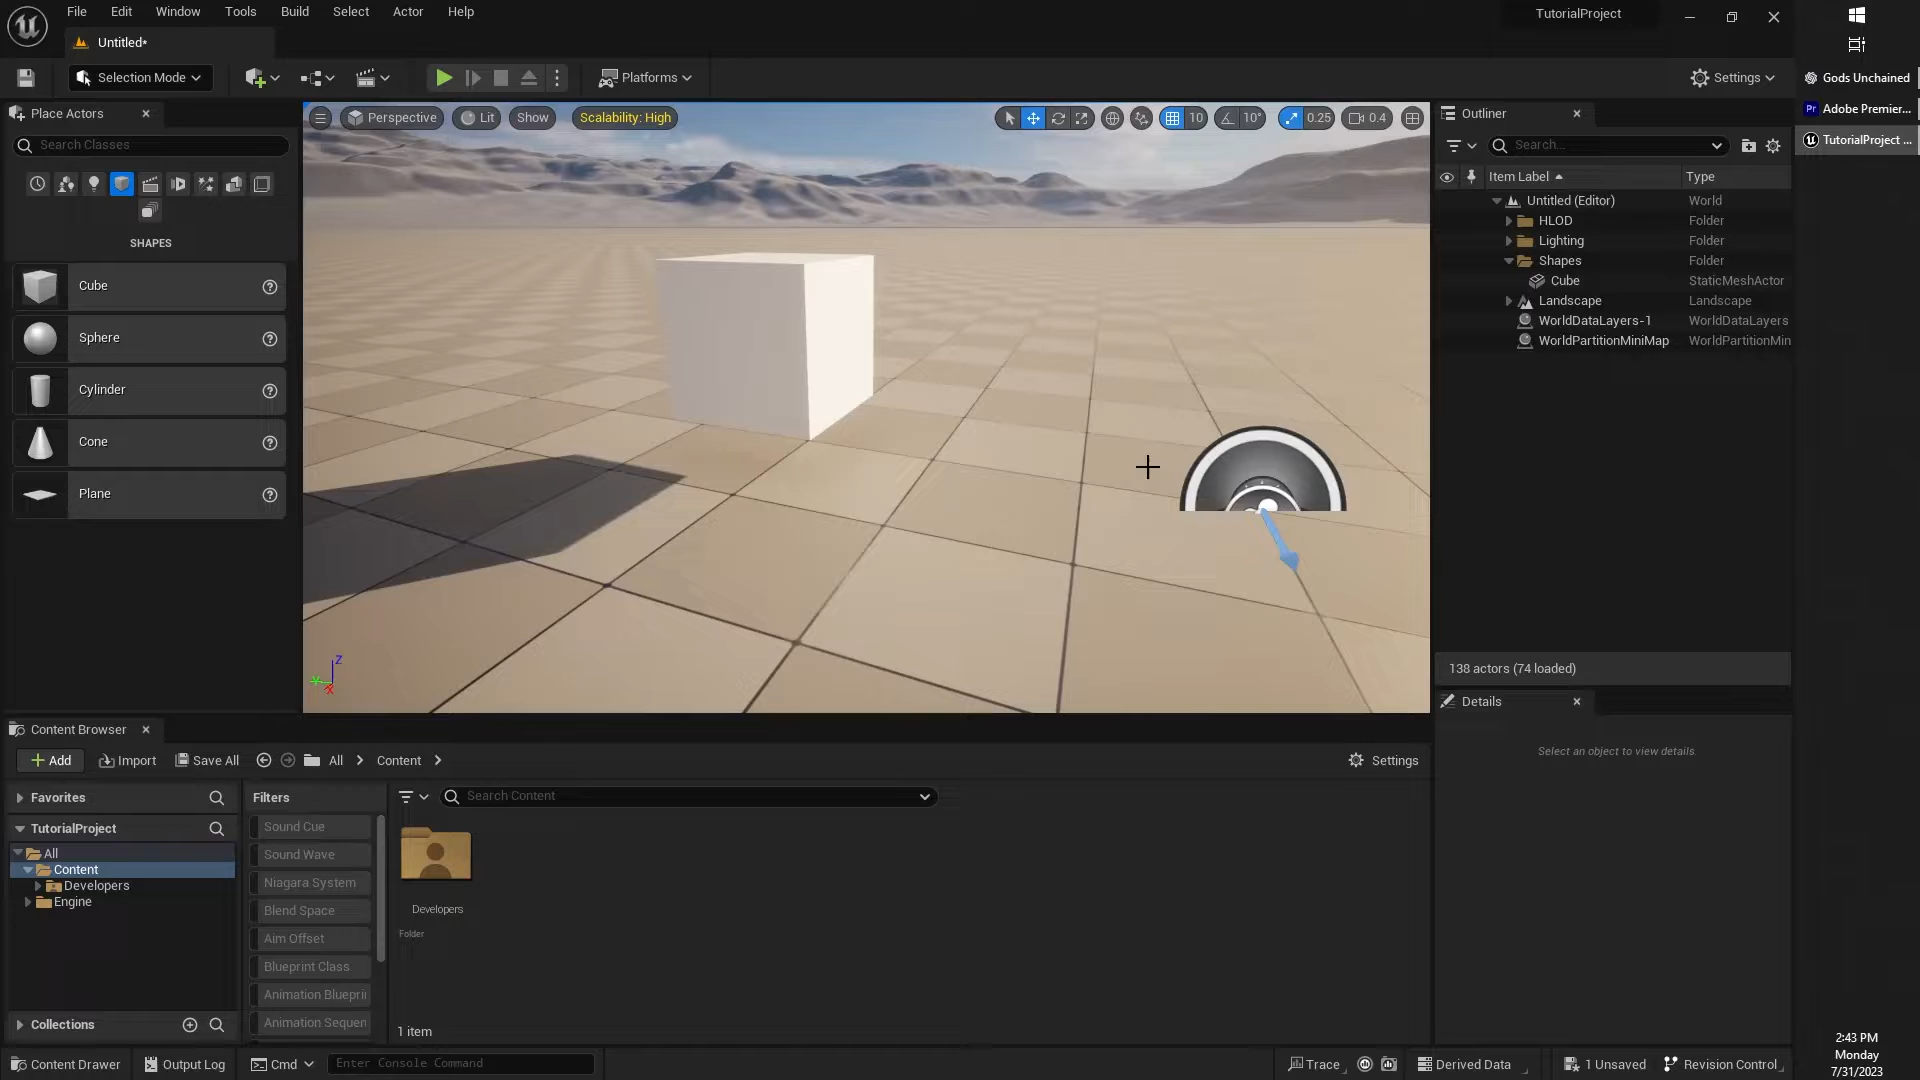 File Edit Window Tools Build Select Actor Help
TutorialProject
Untitled*
Selection Mode
Platforms
Settings
Gods Unchained
Adobe Premier...
TutorialProject ...
Place Actors
Search Classes
SHAPES
Cube
Sphere
Cylinder
Cone
Plane
Perspective Lit Show Scalability: High
10 10° 0.25 0.4
Z
Y
X
Outliner
Search...
Item Label Type
Untitled (Editor) World
HLOD Folder
Lighting Folder
Shapes Folder
Cube StaticMeshActor
Landscape Landscape
WorldDataLayers-1 WorldDataLayers
WorldPartitionMiniMap WorldPartitionMin
138 actors (74 loaded)
Details
Select an object to view details.
Content Browser
Add Import Save All All Content Settings
Favorites
TutorialProject
All
Content
Developers
Engine
Collections
Filters
Sound Cue
Sound Wave
Niagara System
Blend Space
Aim Offset
Blueprint Class
Animation Blueprin
Animation Sequen
Search Content
Developers
Folder
1 item
Content Drawer Output Log Cmd Enter Console Command Trace Derived Data 1 Unsaved Revision Control
2:43 PM
Monday
7/31/2023